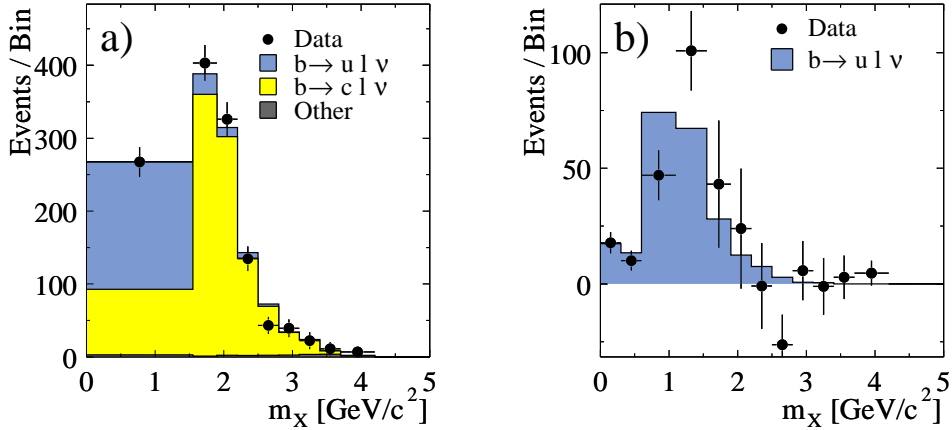 a)
Data
b→ u l ν
b→ c l ν
Other
Events / Bin
400
300
200
100
0
0 1 2 3 4 5
m_X [GeV/c²]
b)
Data
b→ u l ν
Events / Bin
100
50
0
0 1 2 3 4 5
m_X [GeV/c²]